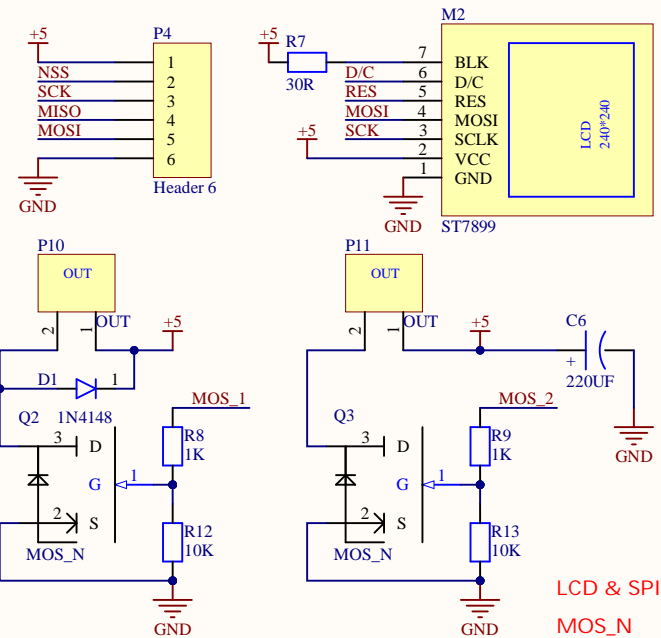 +5
P4
1
2
3
4
5
6
NSS
SCK
MISO
MOSI
GND
Header 6
+5
R7
30R
D/C
RES
MOSI
SCK
+5
GND
M2
7 BLK
6 D/C
5 RES
4 MOSI
3 SCLK
2 VCC
1 GND
LCD
240*240
ST7899
P10
OUT
2
1
OUT
+5
D1
1
1N4148
Q2
3 D
G 1
2 S
MOS_N
MOS_1
R8
1K
R12
10K
GND
P11
OUT
2
1
OUT
+5
C6
+
220UF
GND
Q3
3 D
G 1
2 S
MOS_N
MOS_2
R9
1K
R13
10K
GND
LCD & SPI
MOS_N